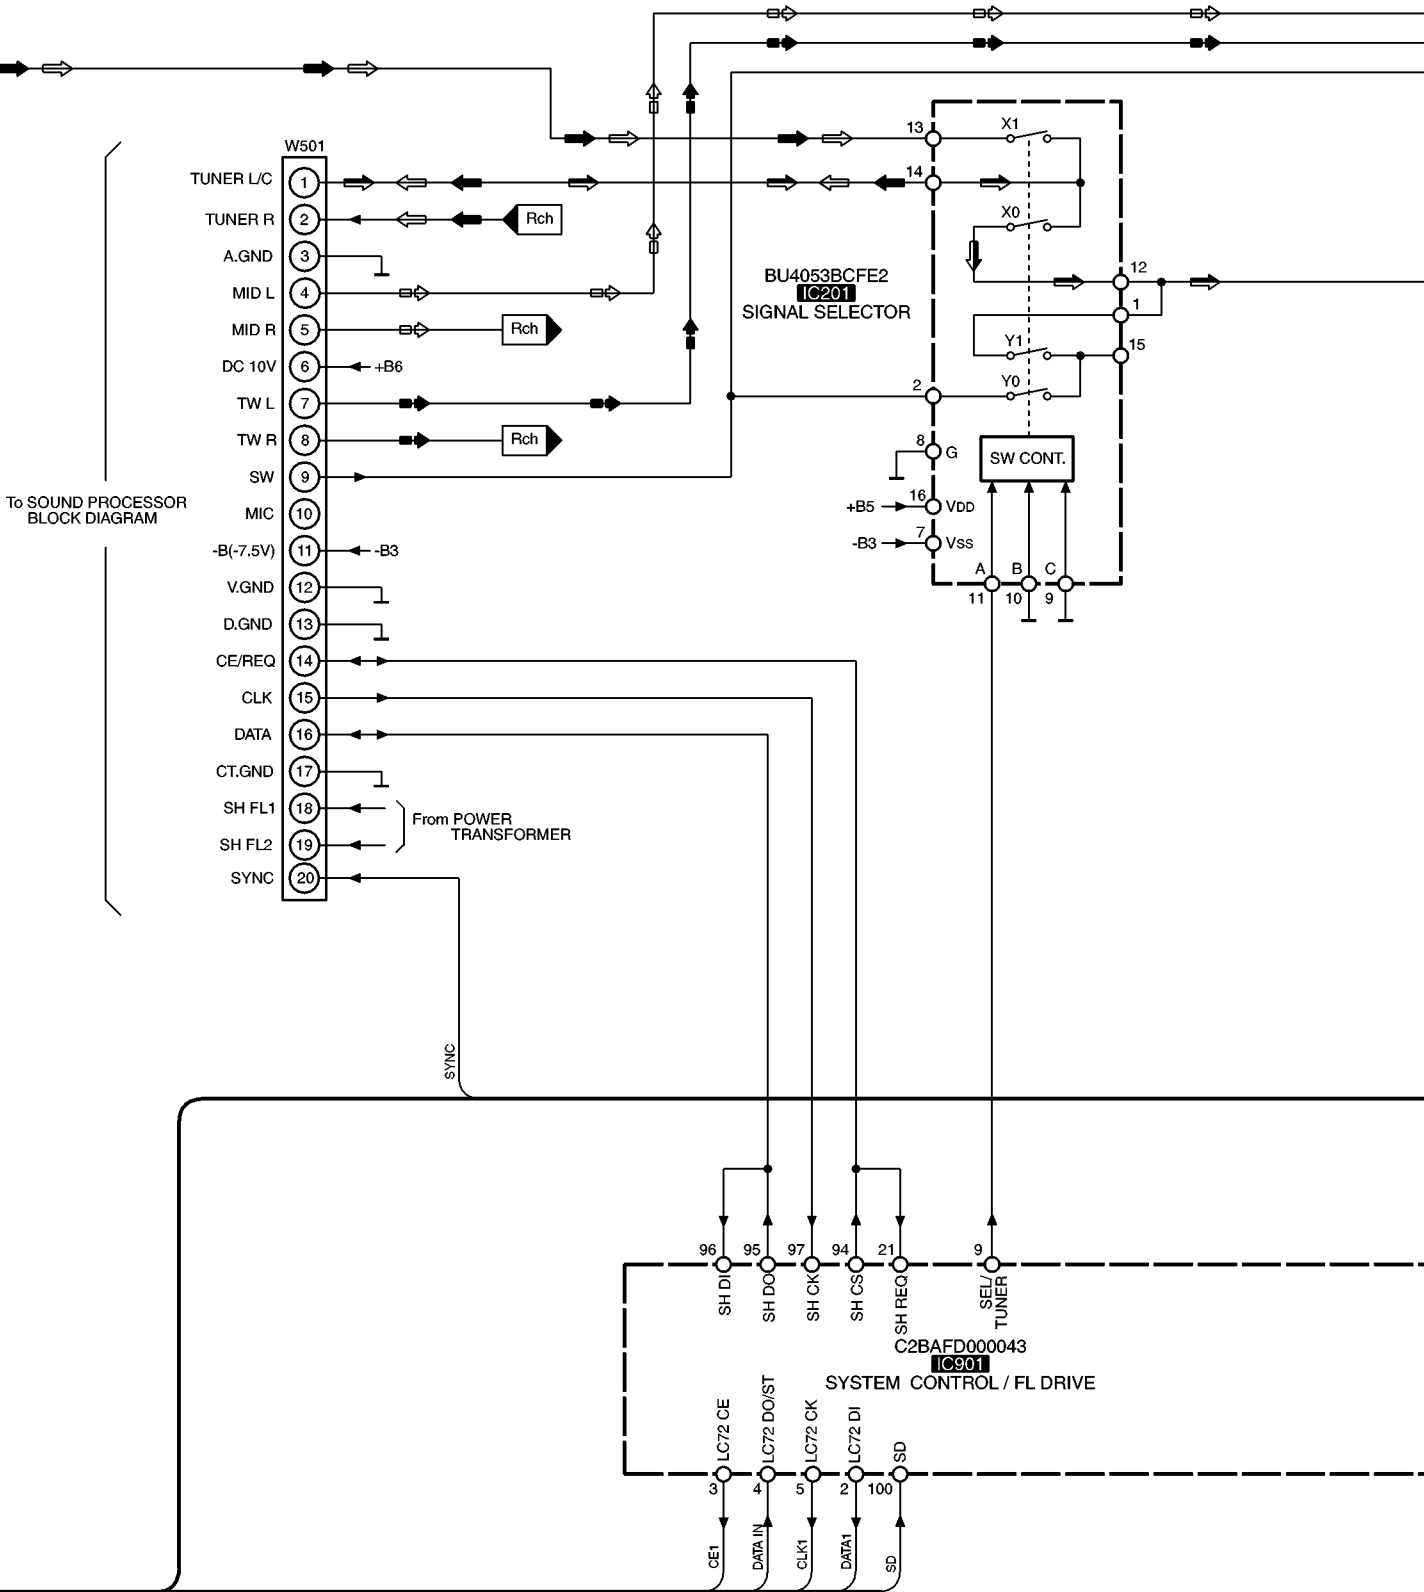 W501
TUNER L/C 1
TUNER R 2 Rch
A.GND 3
MID L 4
MID R 5 Rch
DC 10V 6 +B6
TW L 7
TW R 8 Rch
SW 9
MIC 10
-B(-7.5V) 11 -B3
V.GND 12
D.GND 13
CE/REQ 14
CLK 15
DATA 16
CT.GND 17
SH FL1 18
SH FL2 19
SYNC 20
To SOUND PROCESSOR
BLOCK DIAGRAM
From POWER
TRANSFORMER
SYNC
BU4053BCFE2
IC201
SIGNAL SELECTOR
13 X1
14
X0
12
1
15
Y1
2 Y0
8 G
SW CONT.
+B5 16 VDD
-B3 7 VSS
A B C
11 10 9
96 95 97 94 21 9
SH DI
SH DO
SH CK
SH CS
SH REQ
SEL/
TUNER
C2BAFD000043
IC901
SYSTEM CONTROL / FL DRIVE
LC72 CE
LC72 DO/ST
LC72 CK
LC72 DI
SD
3 4 5 2 100
CE1
DATA IN
CLK1
DATA1
SD